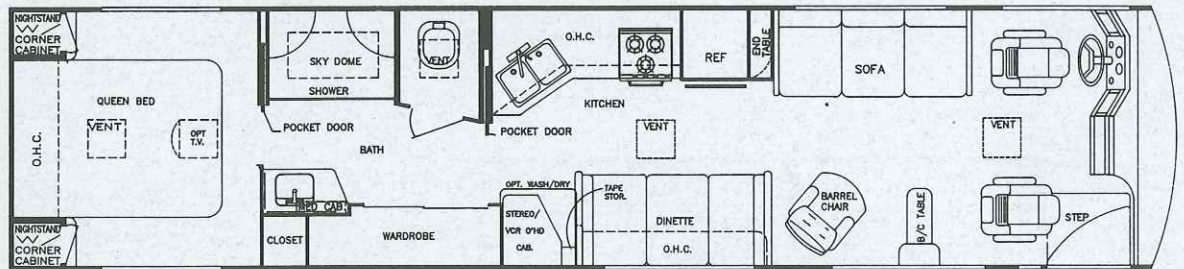 NIGHTSTAND
W/
CORNER
CABINET
QUEEN BED
O.H.C.
VENT
OPT
T.V.
NIGHTSTAND
W/
CORNER
CABINET
SKY DOME
SHOWER
VENT
POCKET DOOR
BATH
MED CAB.
CLOSET
WARDROBE
O.H.C.
REF
END
TABLE
KITCHEN
POCKET DOOR
VENT
OPT. WASH/DRY
TAPE
STOR.
STEREO/
VCR O'HD
CAB.
DINETTE
O.H.C.
SOFA
VENT
BARREL
CHAIR
B/C TABLE
STEP